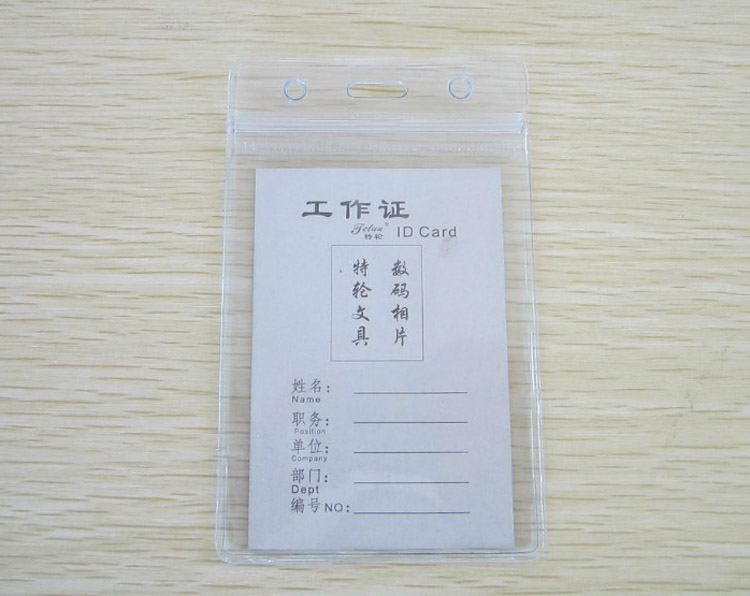 工作证
Telun®
特轮
ID Card
数码相片
特轮文具
姓名：
Name
职务：
Position
单位：
Company
部门：
Dept
编号NO：